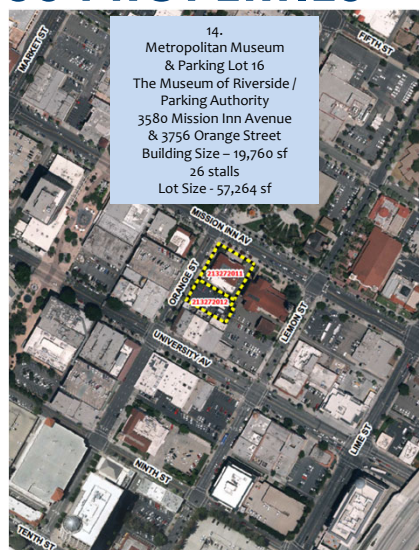 14.
Metropolitan Museum
& Parking Lot 16
The Museum of Riverside /
Parking Authority
3580 Mission Inn Avenue
& 3756 Orange Street
Building Size – 19,760 sf
26 stalls
Lot Size - 57,264 sf
MARKET ST
FIFTH ST
MISSION INN AV
ORANGE ST
213272011
213272012
LEMON ST
UNIVERSITY AV
LIME ST
NINTH ST
TENTH ST